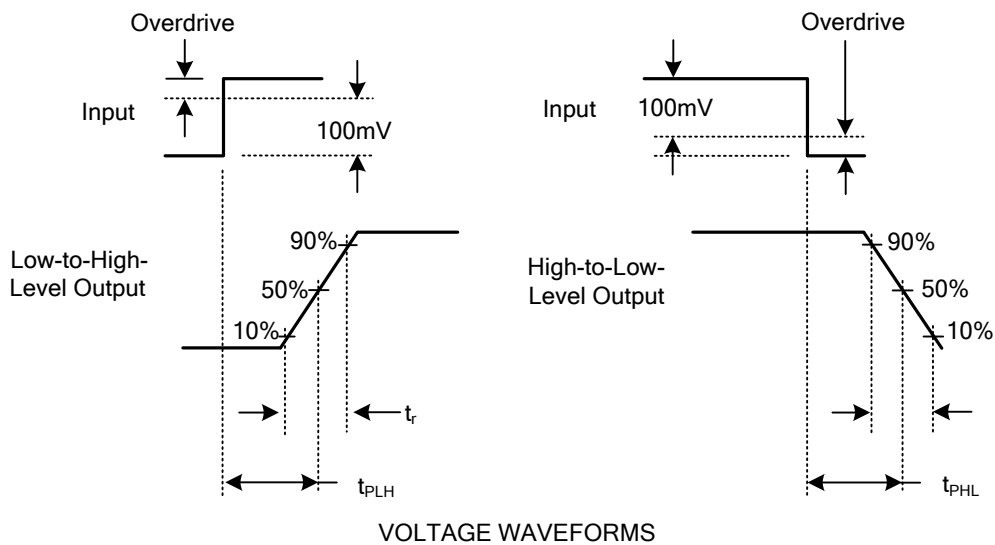 Overdrive
Input
100mV
Low-to-High-
Level Output
90%
50%
10%
tr
tPLH
Overdrive
Input
100mV
High-to-Low-
Level Output
90%
50%
10%
tPHL
VOLTAGE WAVEFORMS